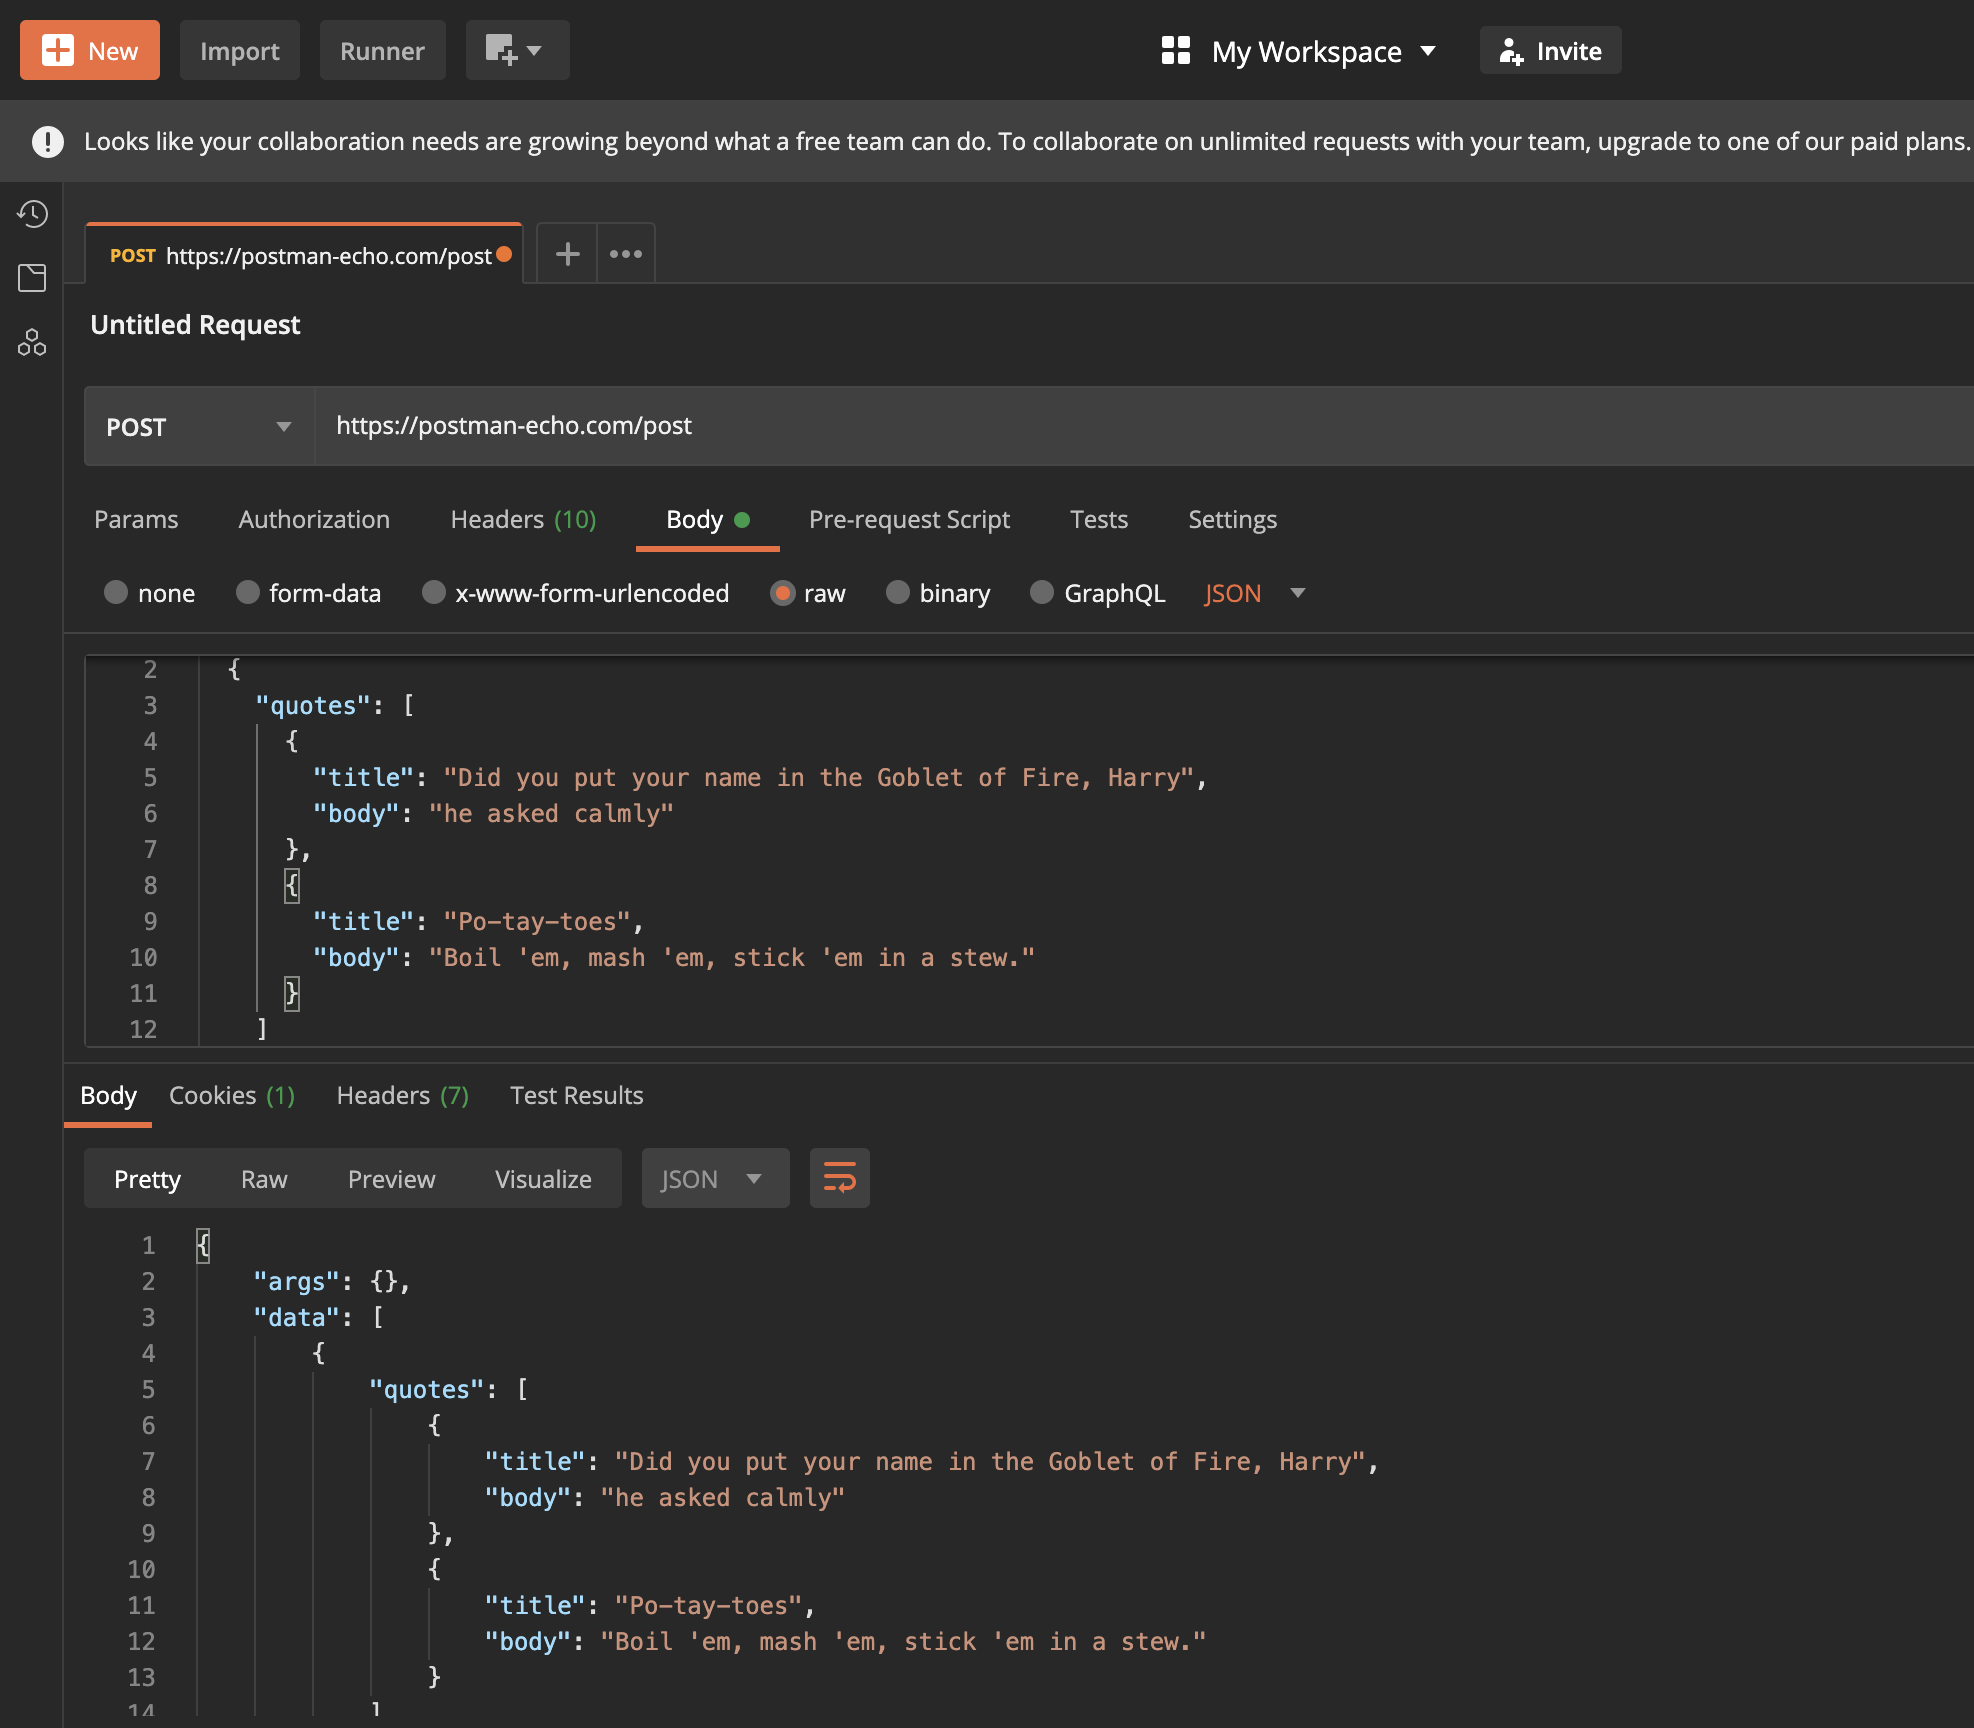 New Import Runner My Workspace Invite
Looks like your collaboration needs are growing beyond what a free team can do. To collaborate on unlimited requests with your team, upgrade to one of our paid plans.
POST https://postman-echo.com/post
Untitled Request
POST https://postman-echo.com/post
Params Authorization Headers (10) Body Pre-request Script Tests Settings
none form-data x-www-form-urlencoded raw binary GraphQL JSON
2 {
3 "quotes": [
4 {
5 "title": "Did you put your name in the Goblet of Fire, Harry",
6 "body": "he asked calmly"
7 },
8 {
9 "title": "Po-tay-toes",
10 "body": "Boil 'em, mash 'em, stick 'em in a stew."
11 }
12 ]
Body Cookies (1) Headers (7) Test Results
Pretty Raw Preview Visualize JSON
1 {
2 "args": {},
3 "data": [
4 {
5 "quotes": [
6 {
7 "title": "Did you put your name in the Goblet of Fire, Harry",
8 "body": "he asked calmly"
9 },
10 {
11 "title": "Po-tay-toes",
12 "body": "Boil 'em, mash 'em, stick 'em in a stew."
13 }
14 ]